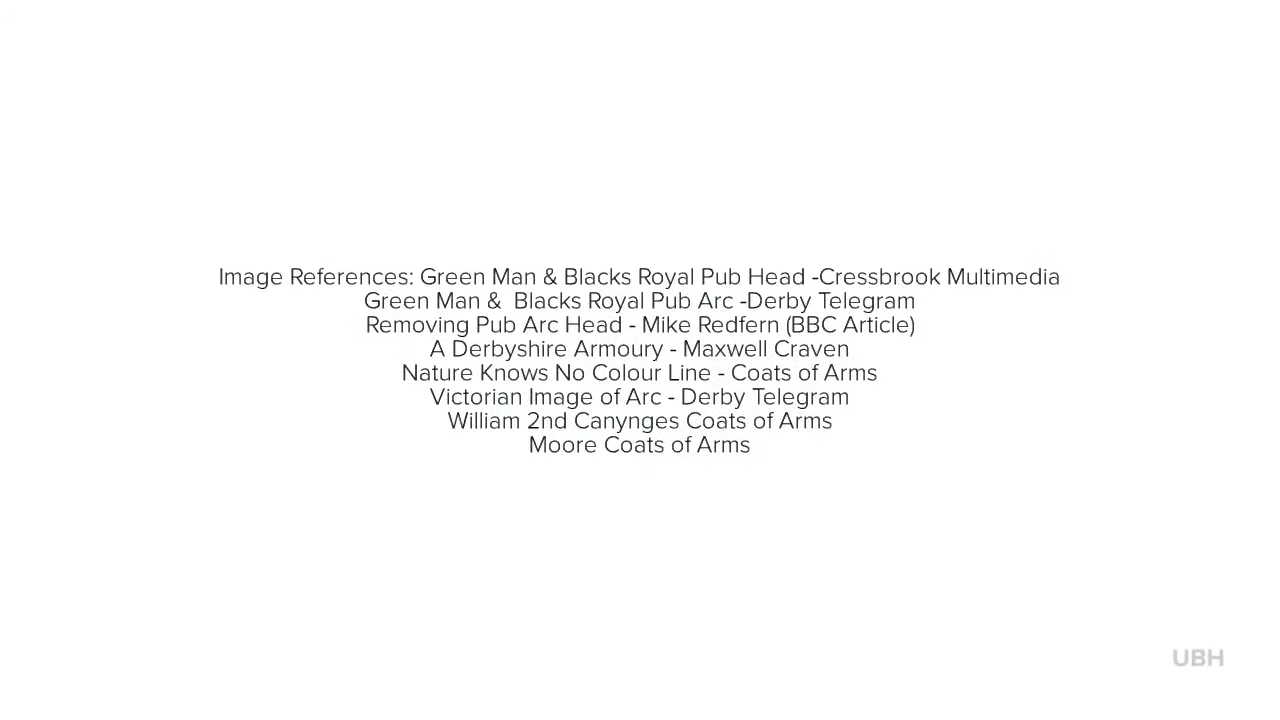 Image References: Green Man & Blacks Royal Pub Head -Cressbrook Multimedia
Green Man &  Blacks Royal Pub Arc -Derby Telegram
Removing Pub Arc Head - Mike Redfern (BBC Article)
A Derbyshire Armoury - Maxwell Craven
Nature Knows No Colour Line - Coats of Arms
Victorian Image of Arc - Derby Telegram
William 2nd Canynges Coats of Arms
Moore Coats of Arms
UBH